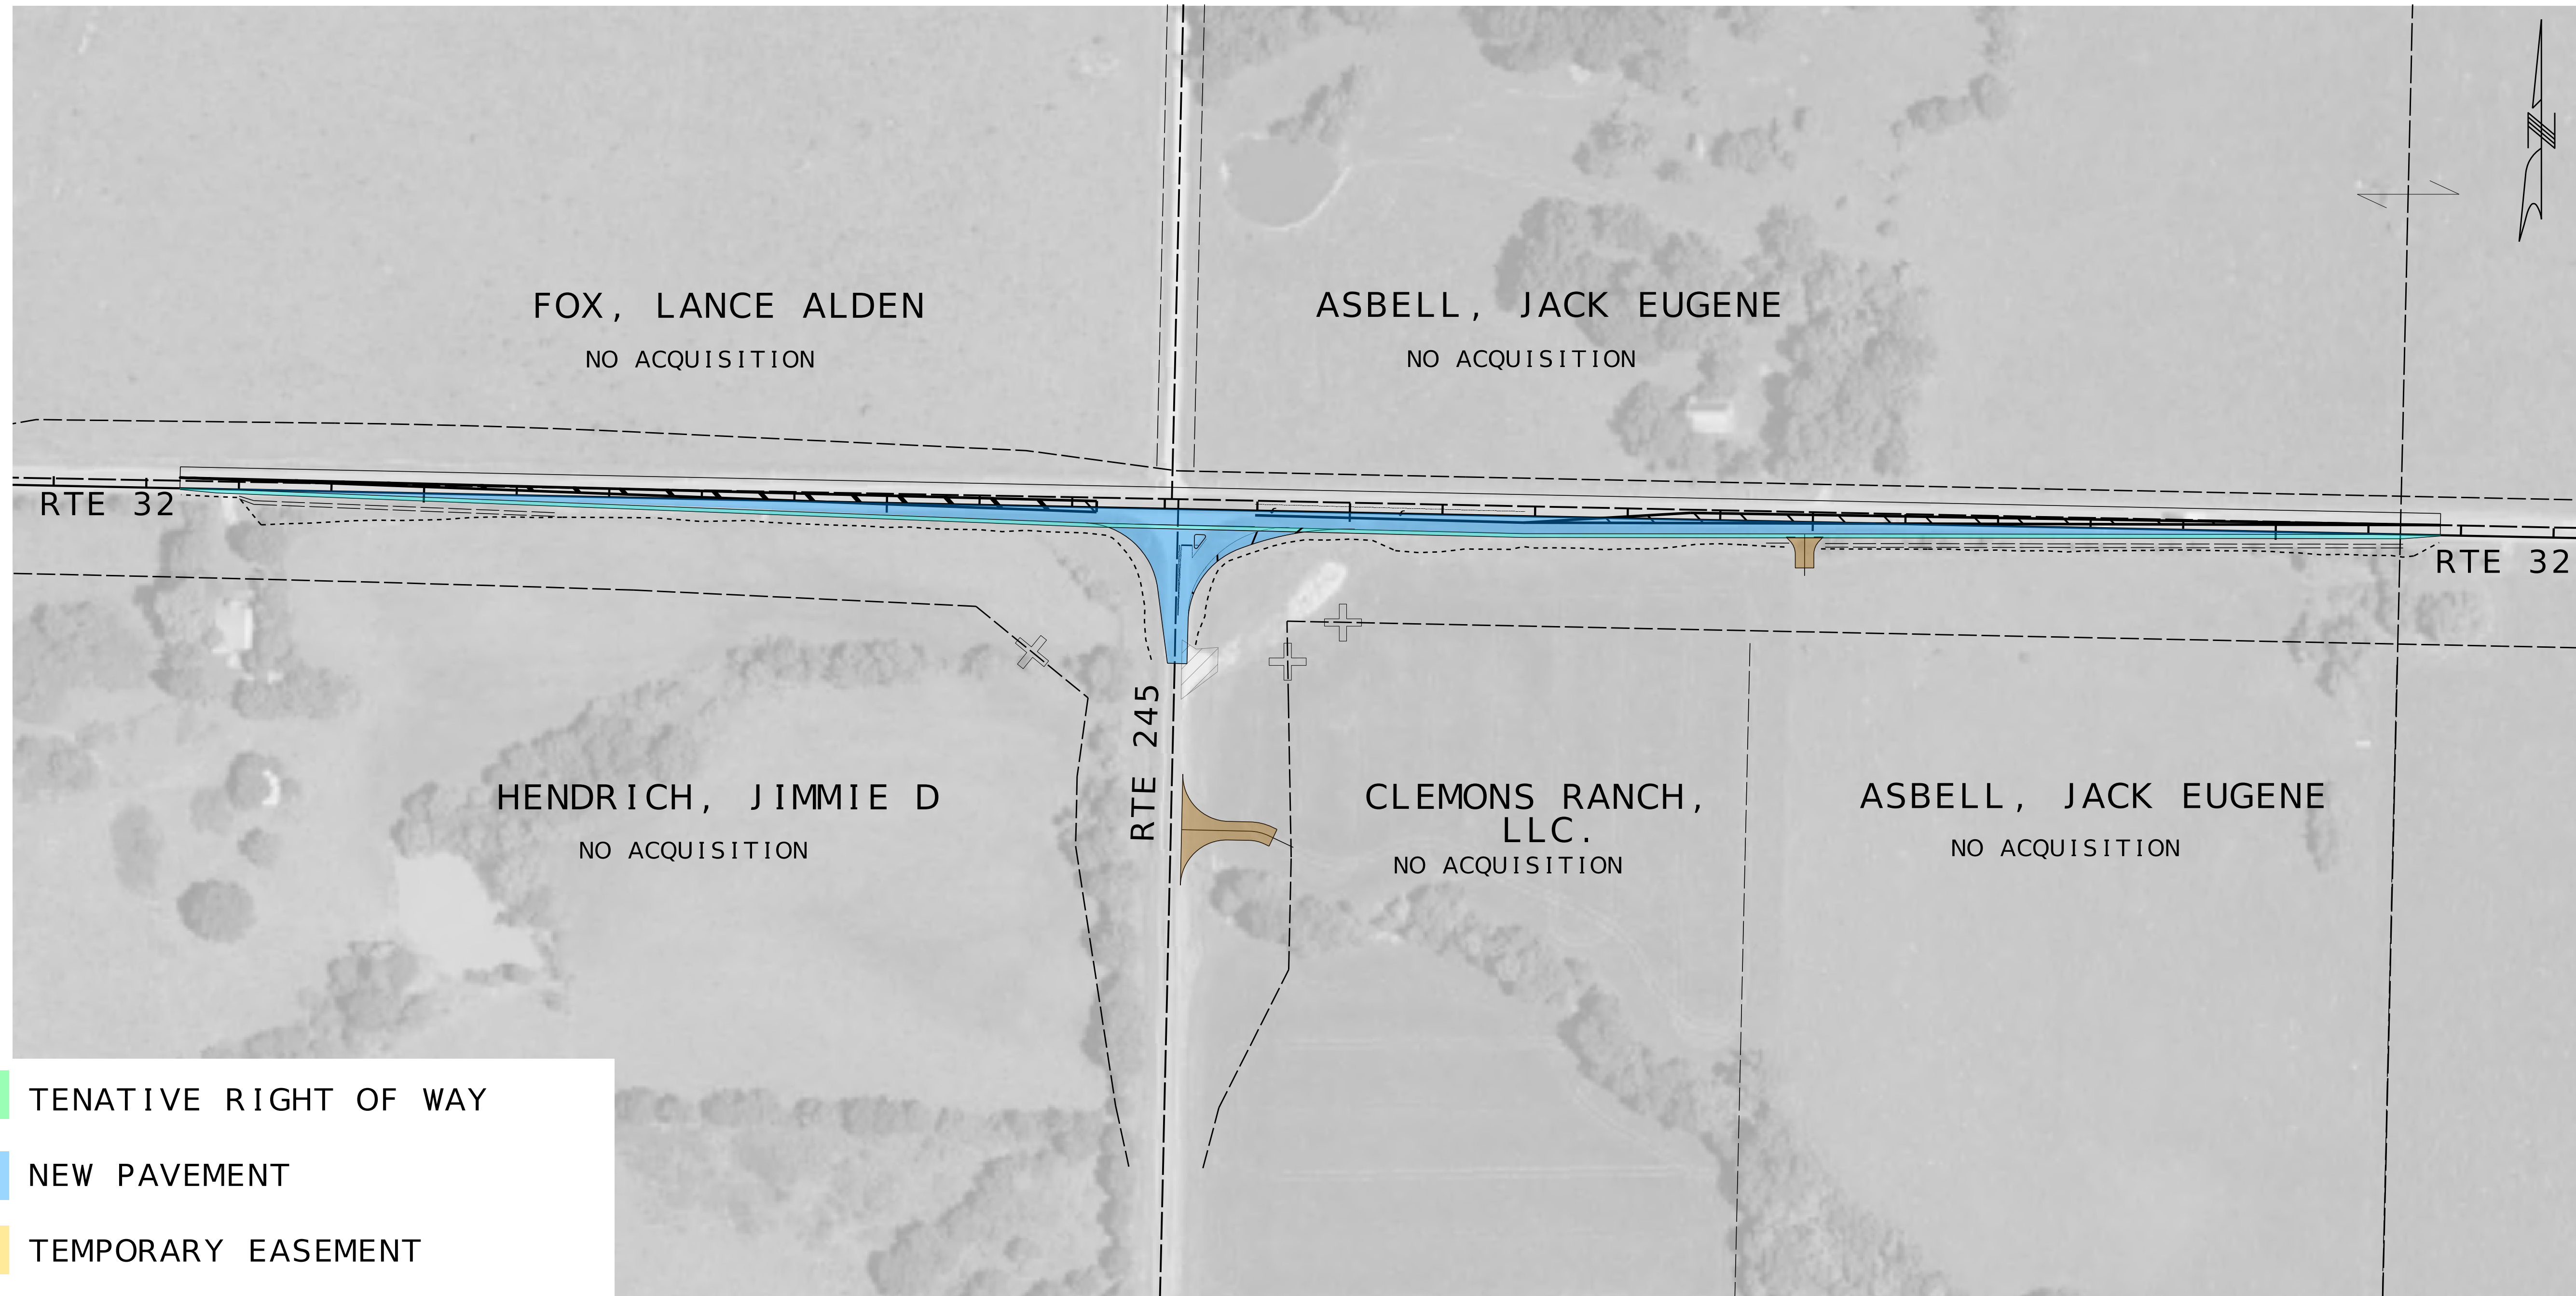 FOX, LANCE ALDEN
NO ACQUISITION
ASBELL, JACK EUGENE
NO ACQUISITION
N
RTE 32
RTE 32
RTE 245
HENDRICH, JIMMIE D
NO ACQUISITION
CLEMONS RANCH,
LLC.
NO ACQUISITION
ASBELL, JACK EUGENE
NO ACQUISITION
TENATIVE RIGHT OF WAY
NEW PAVEMENT
TEMPORARY EASEMENT